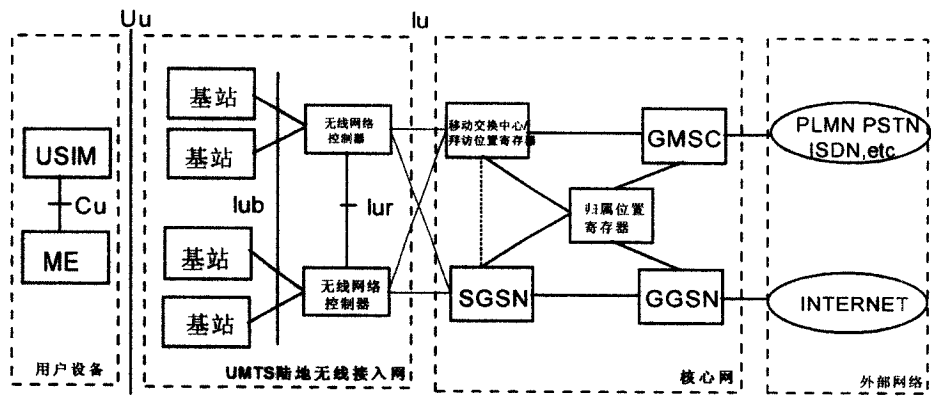 Uu
Iu
基站
基站
USIM
Cu
ME
Iub
无线网络
控制器
Iur
基站
基站
无线网络
控制器
移动交换中心/
拜访位置寄存器
GMSC
归属位置
寄存器
SGSN
GGSN
PLMN PSTN
ISDN,etc
INTERNET
用户设备
UMTS陆地无线接入网
核心网
外部网络